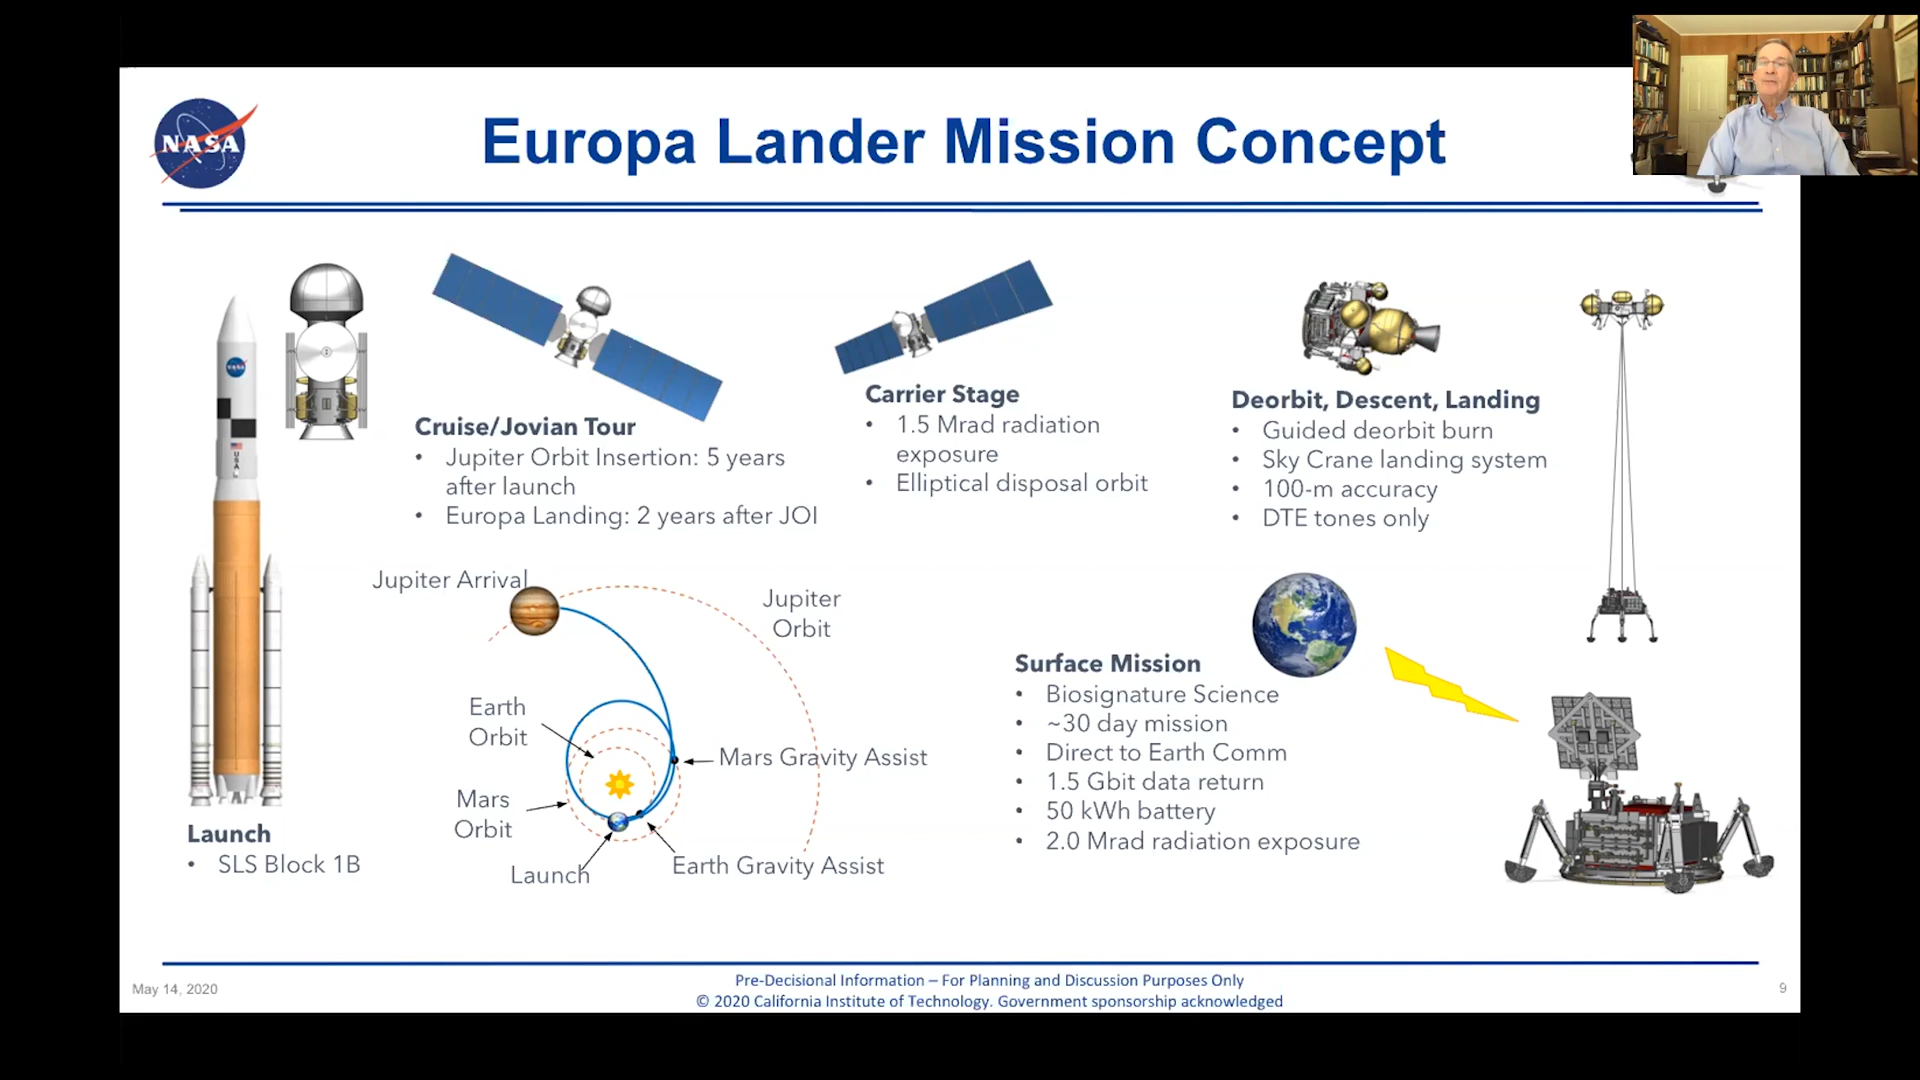 NASA
Europa Lander Mission Concept
NASA
USA
Launch
• SLS Block 1B
Cruise/Jovian Tour
• Jupiter Orbit Insertion: 5 years
after launch
• Europa Landing: 2 years after JOI
Carrier Stage
• 1.5 Mrad radiation
exposure
• Elliptical disposal orbit
Deorbit, Descent, Landing
• Guided deorbit burn
• Sky Crane landing system
• 100-m accuracy
• DTE tones only
Jupiter Arrival
Jupiter
Orbit
Earth
Orbit
Mars Gravity Assist
Mars
Orbit
Launch
Earth Gravity Assist
Surface Mission
• Biosignature Science
• ~30 day mission
• Direct to Earth Comm
• 1.5 Gbit data return
• 50 kWh battery
• 2.0 Mrad radiation exposure
May 14, 2020
Pre-Decisional Information – For Planning and Discussion Purposes Only
© 2020 California Institute of Technology. Government sponsorship acknowledged
9